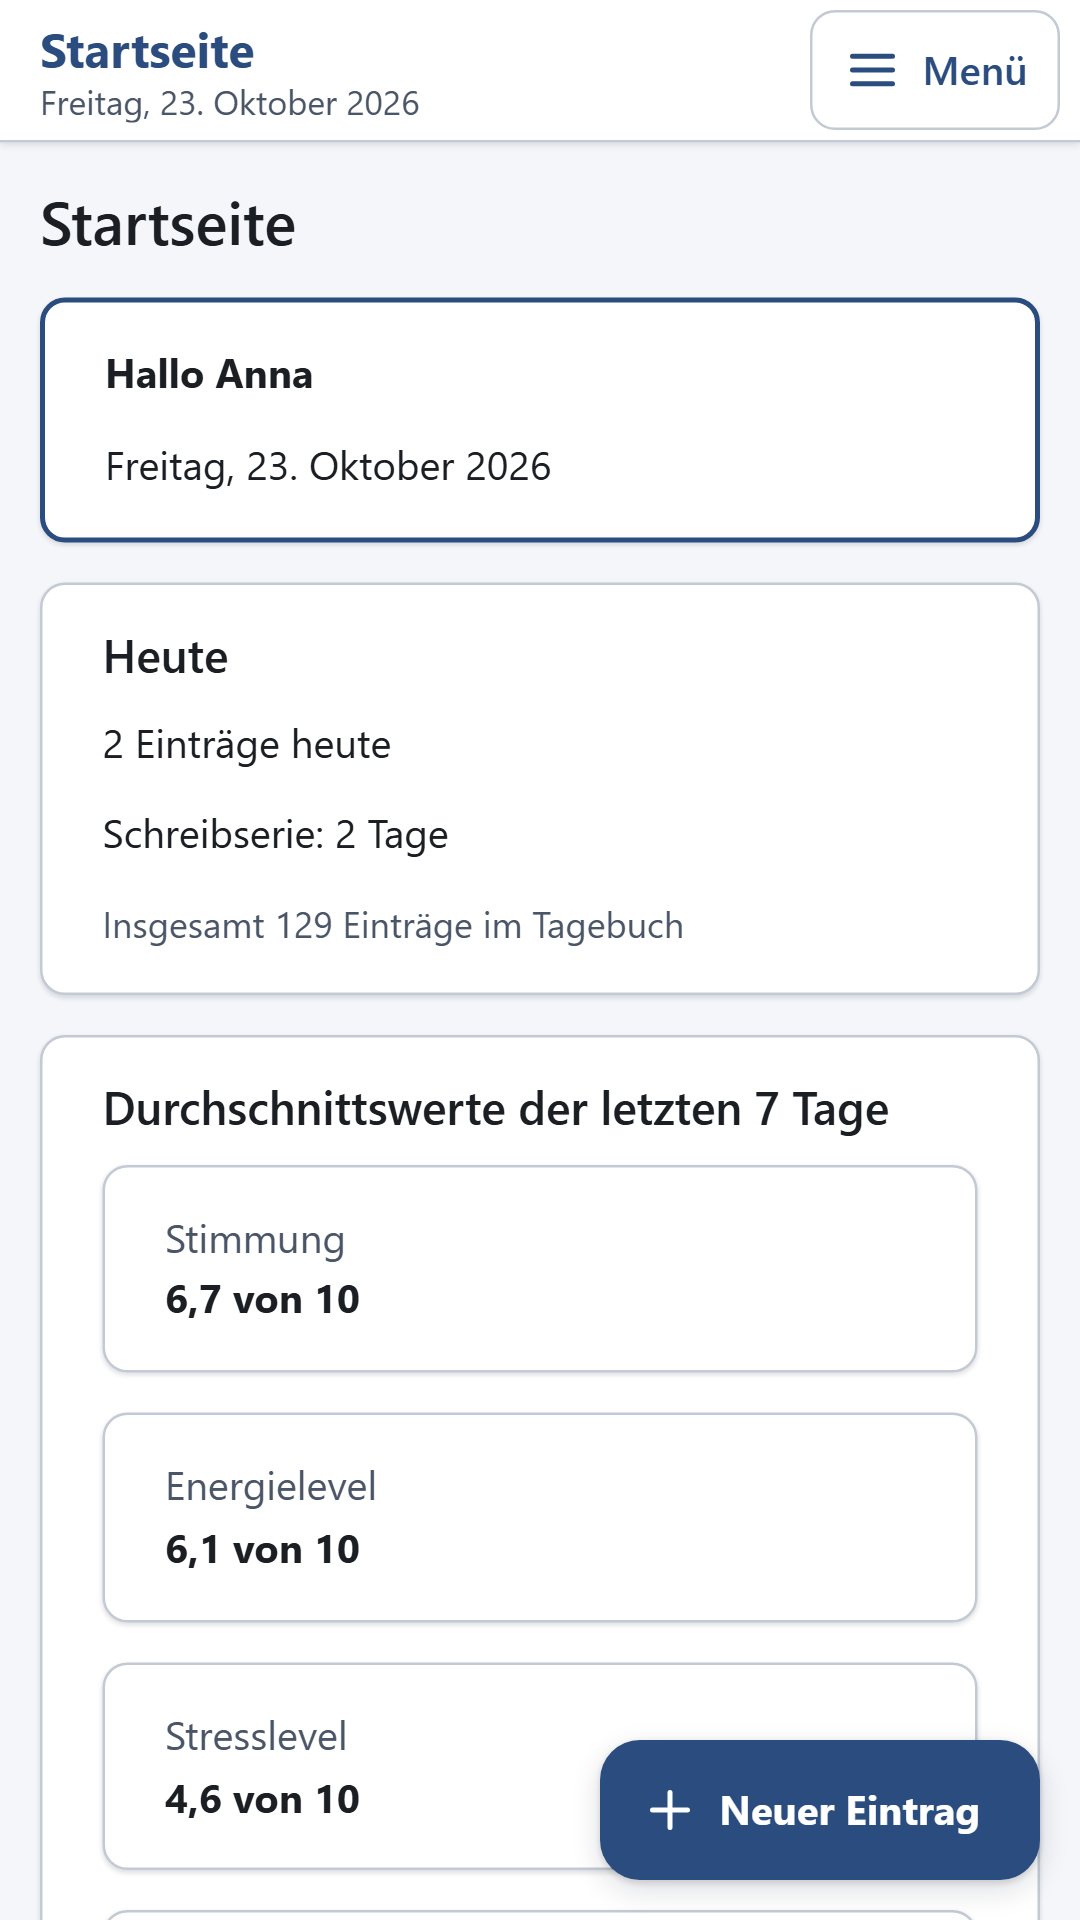 Startseite
Freitag, 23. Oktober 2026
Menü
Startseite
Hallo Anna
Freitag, 23. Oktober 2026
Heute
2 Einträge heute
Schreibserie: 2 Tage
Insgesamt 129 Einträge im Tagebuch
Durchschnittswerte der letzten 7 Tage
Stimmung
6,7 von 10
Energielevel
6,1 von 10
Stresslevel
4,6 von 10
Neuer Eintrag